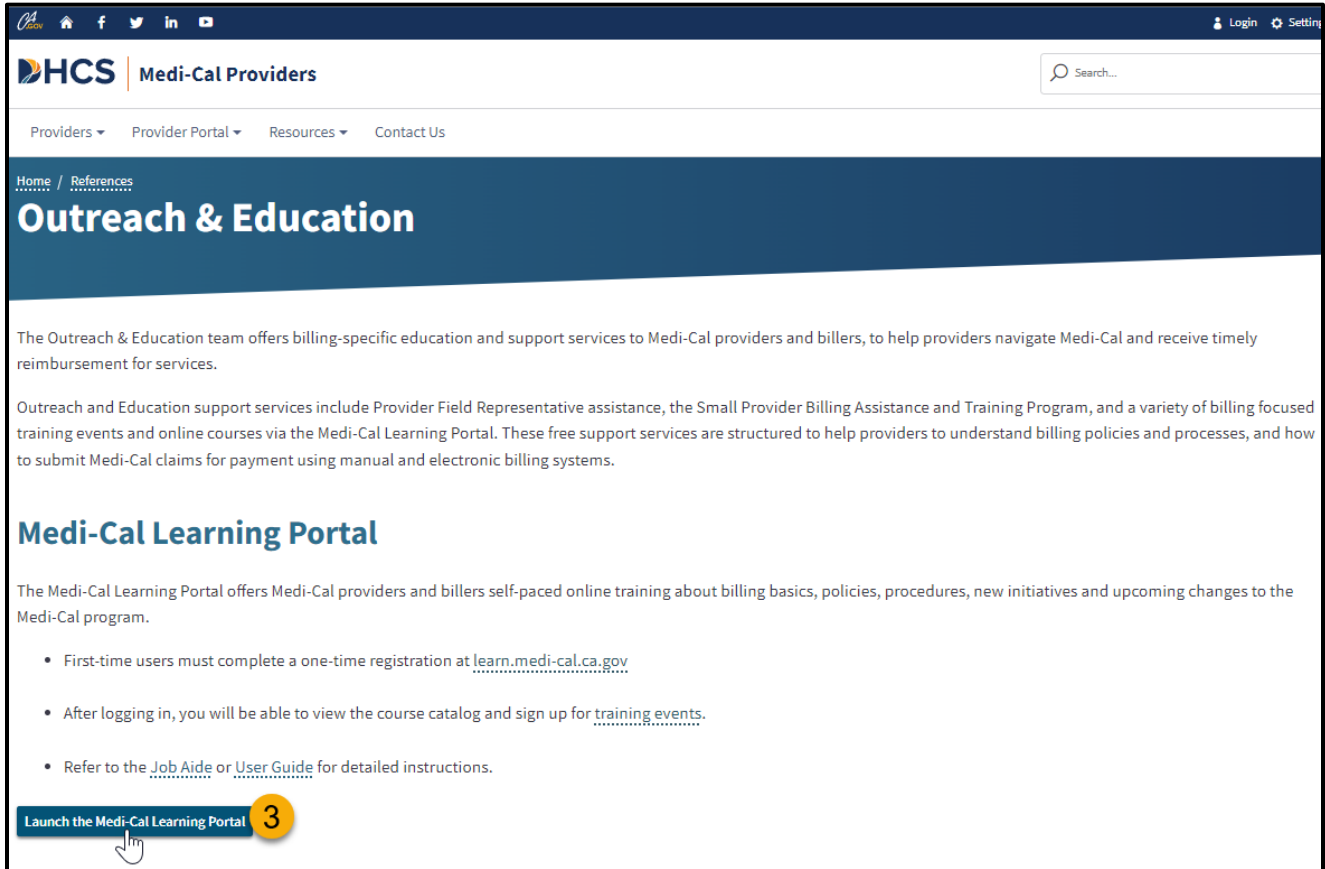 CA.GOV
Login Setting
DHCS Medi-Cal Providers
Search...
Providers Provider Portal Resources Contact Us
Home / References
Outreach & Education
The Outreach & Education team offers billing-specific education and support services to Medi-Cal providers and billers, to help providers navigate Medi-Cal and receive timely
reimbursement for services.
Outreach and Education support services include Provider Field Representative assistance, the Small Provider Billing Assistance and Training Program, and a variety of billing focused
training events and online courses via the Medi-Cal Learning Portal. These free support services are structured to help providers to understand billing policies and processes, and how
to submit Medi-Cal claims for payment using manual and electronic billing systems.
Medi-Cal Learning Portal
The Medi-Cal Learning Portal offers Medi-Cal providers and billers self-paced online training about billing basics, policies, procedures, new initiatives and upcoming changes to the
Medi-Cal program.
• First-time users must complete a one-time registration at learn.medi-cal.ca.gov
• After logging in, you will be able to view the course catalog and sign up for training events.
• Refer to the Job Aide or User Guide for detailed instructions.
Launch the Medi-Cal Learning Portal 3